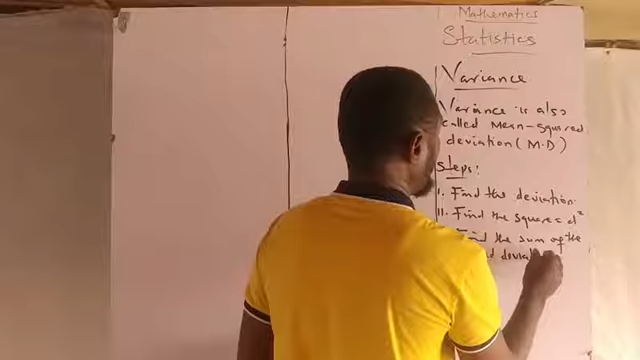 Mathematics
Statistics
Variance
Variance is also
called Mean-Squared
deviation (M.D)
Steps:
I. Find the deviation.
II. Find the square = d²
Find the sum of the